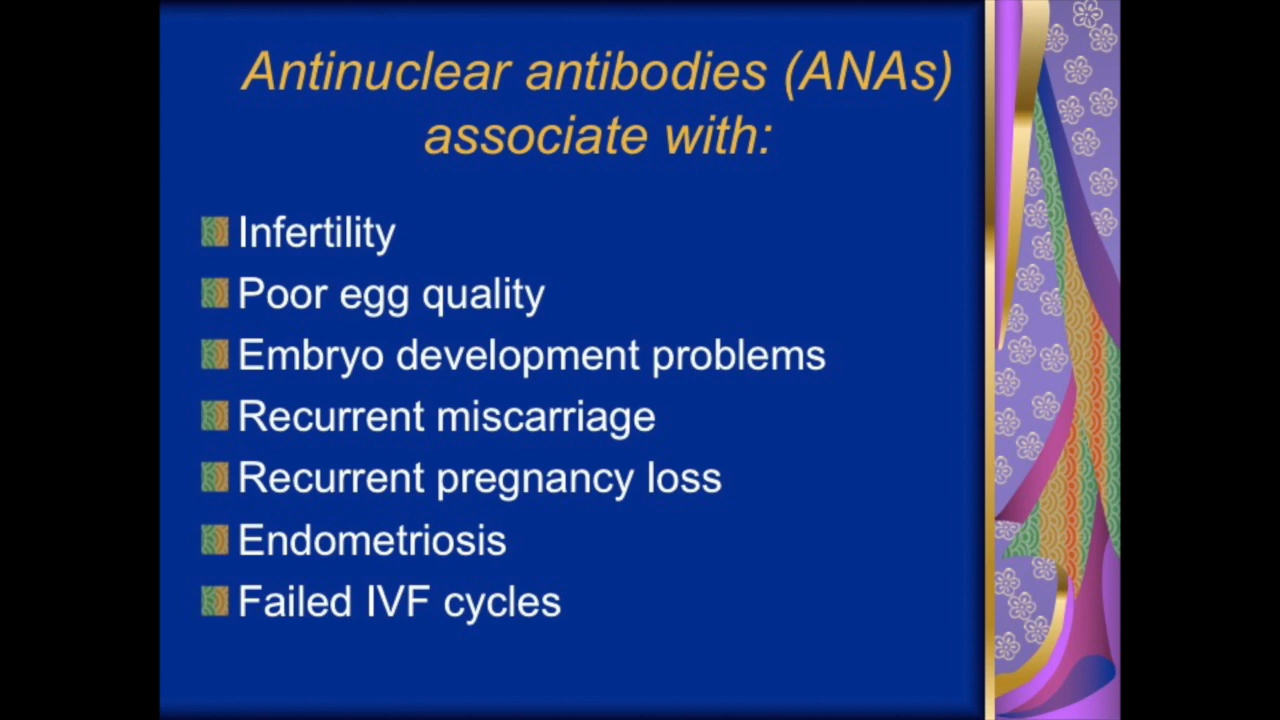 Antinuclear antibodies (ANAs)
associate with:
Infertility
Poor egg quality
Embryo development problems
Recurrent miscarriage
Recurrent pregnancy loss
Endometriosis
Failed IVF cycles